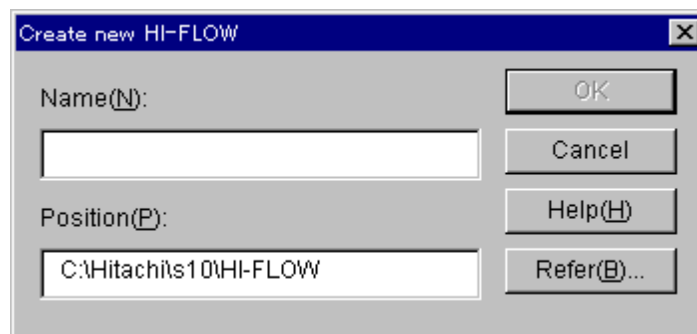 Create new HI-FLOW
Name(N):
OK
Cancel
Position(P):
Help(H)
C:\Hitachi\s10\HI-FLOW
Refer(B)...